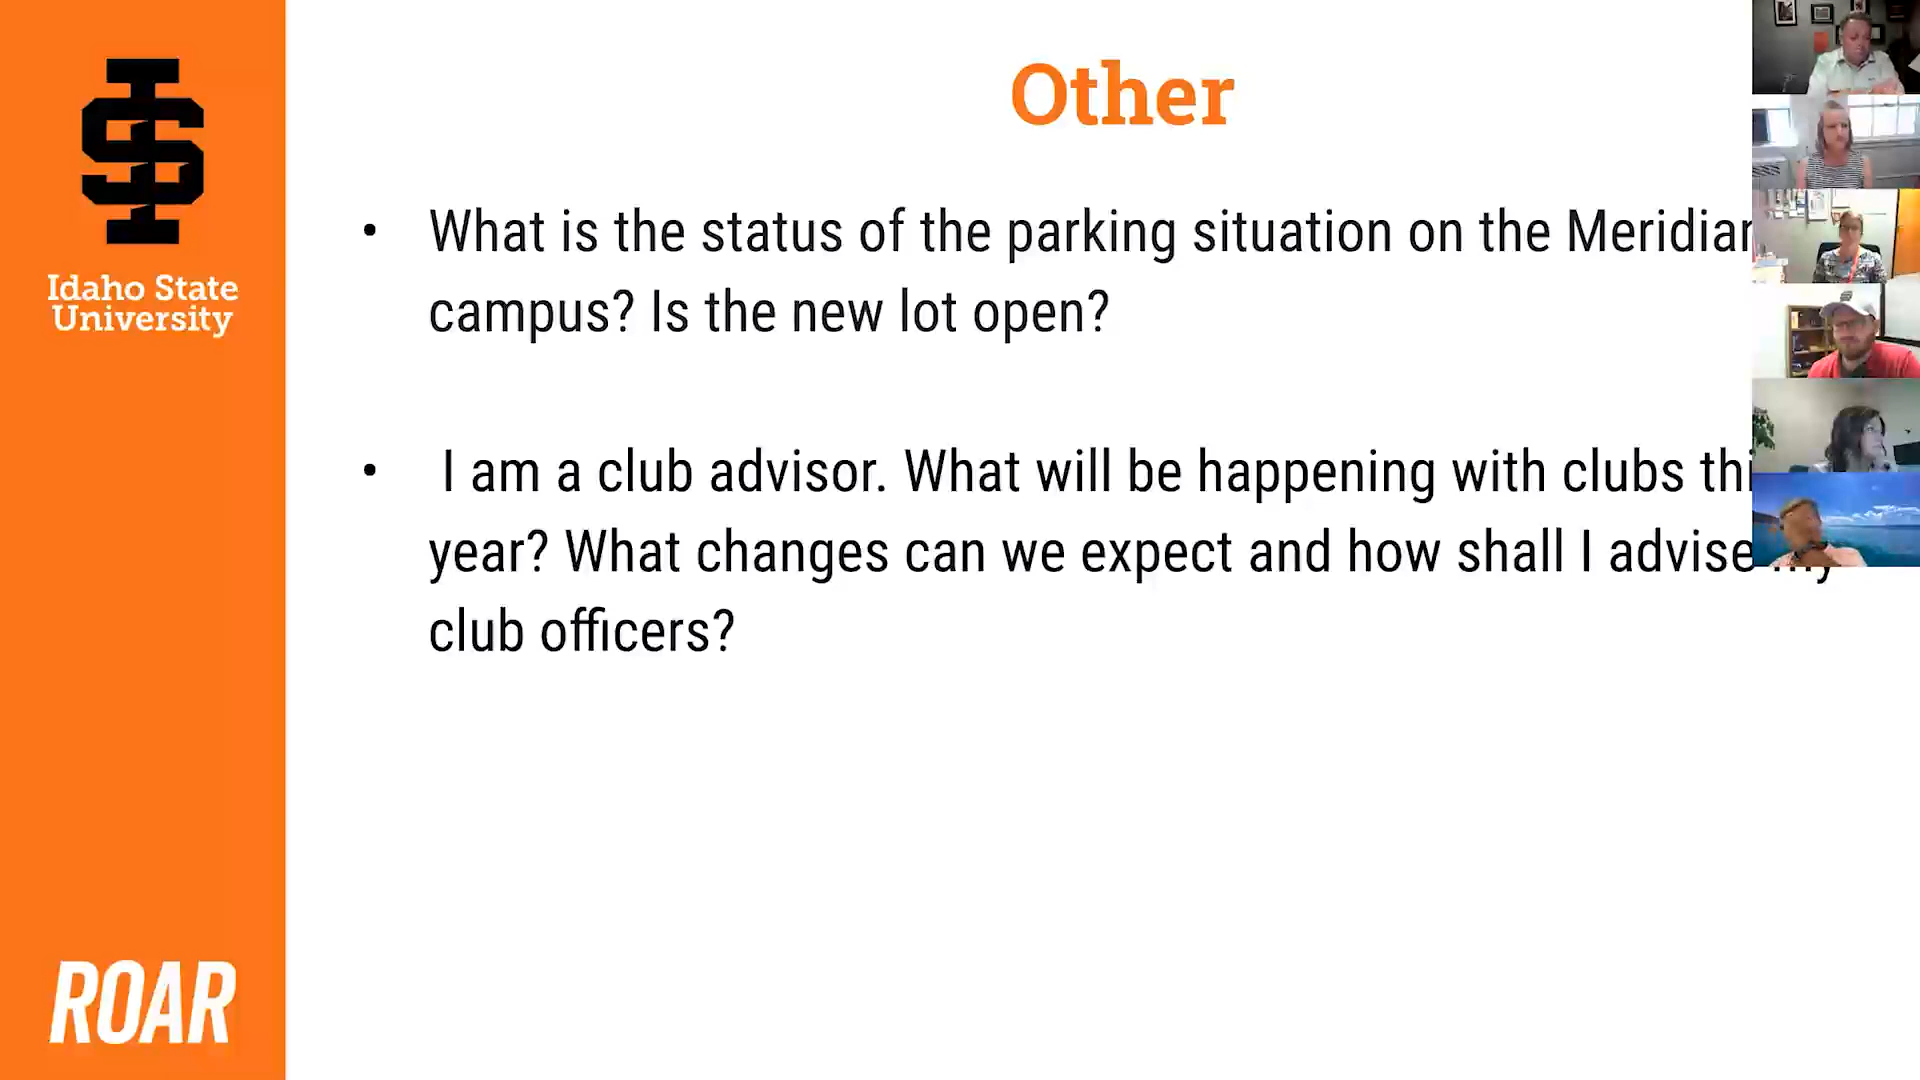 Other
Idaho State
University
• What is the status of the parking situation on the Meridian
campus? Is the new lot open?
• I am a club advisor. What will be happening with clubs thi
year? What changes can we expect and how shall I advise
club officers?
ROAR